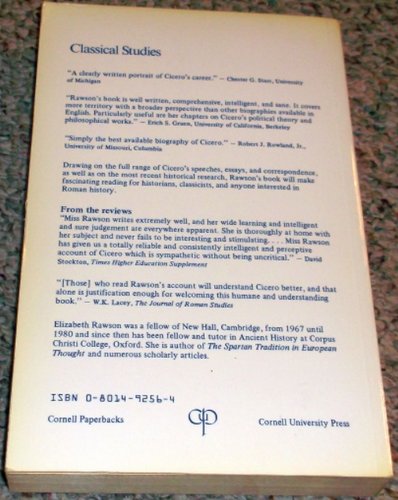 Classical Studies
"A clearly written portrait of Cicero's career." — Chester G. Starr, University
of Michigan
"Rawson's book is well written, comprehensive, intelligent, and sane. It covers
more territory with a broader perspective than other biographies available in
English. Particularly useful are her chapters on Cicero's political theory and
philosophical works." — Erich S. Gruen, University of California, Berkeley
"Simply the best available biography of Cicero." — Robert J. Rowland, Jr.,
University of Missouri, Columbia
Drawing on the full range of Cicero's speeches, essays, and correspondence,
as well as on the most recent historical research, Rawson's book will make
fascinating reading for historians, classicists, and anyone interested in
Roman history.
From the reviews
"Miss Rawson writes extremely well, and her wide learning and intelligent
and sure judgement are everywhere apparent. She is thoroughly at home with
her subject and never fails to be interesting and stimulating. . . . Miss Rawson
has given us a totally reliable and consistently intelligent and perceptive
account of Cicero which is sympathetic without being uncritical." — David
Stockton, Times Higher Education Supplement
"[Those] who read Rawson's account will understand Cicero better, and that
alone is justification enough for welcoming this humane and understanding
book." — W.K. Lacey, The Journal of Roman Studies
Elizabeth Rawson was a fellow of New Hall, Cambridge, from 1967 until
1980 and since then has been fellow and tutor in Ancient History at Corpus
Christi College, Oxford. She is author of The Spartan Tradition in European
Thought and numerous scholarly articles.
ISBN 0-8014-9256-4
Cornell Paperbacks
Cornell University Press